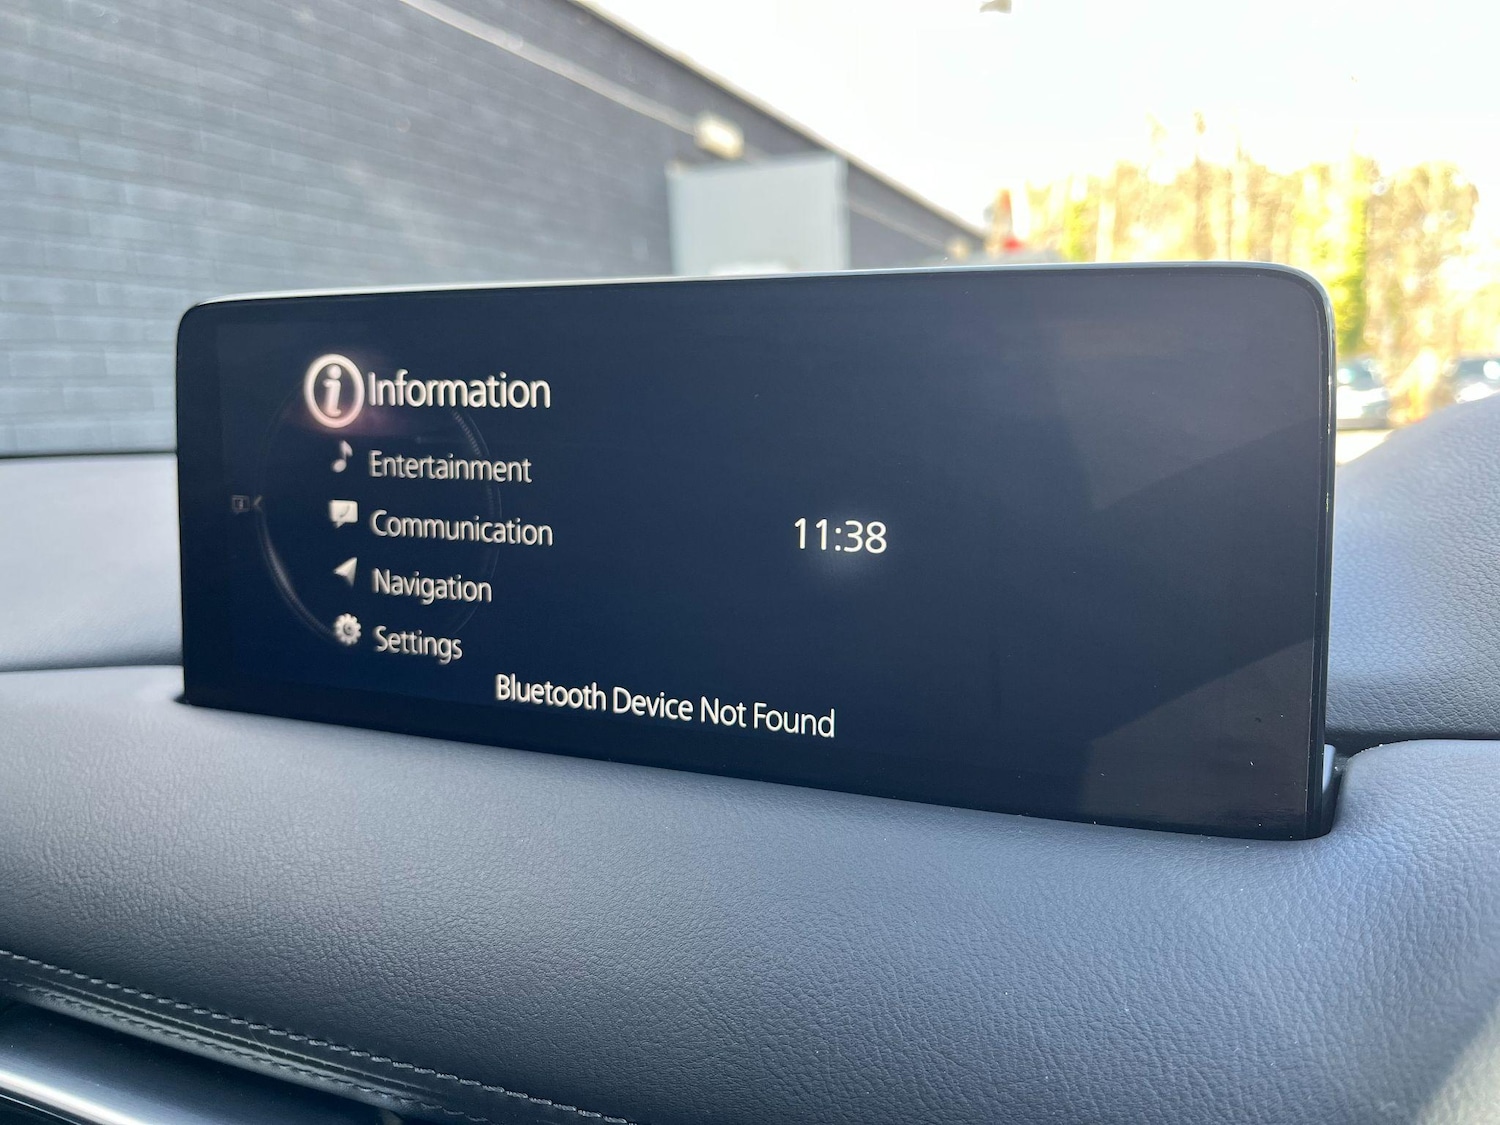 Information
Entertainment
Communication
11:38
Navigation
Settings
Bluetooth Device Not Found